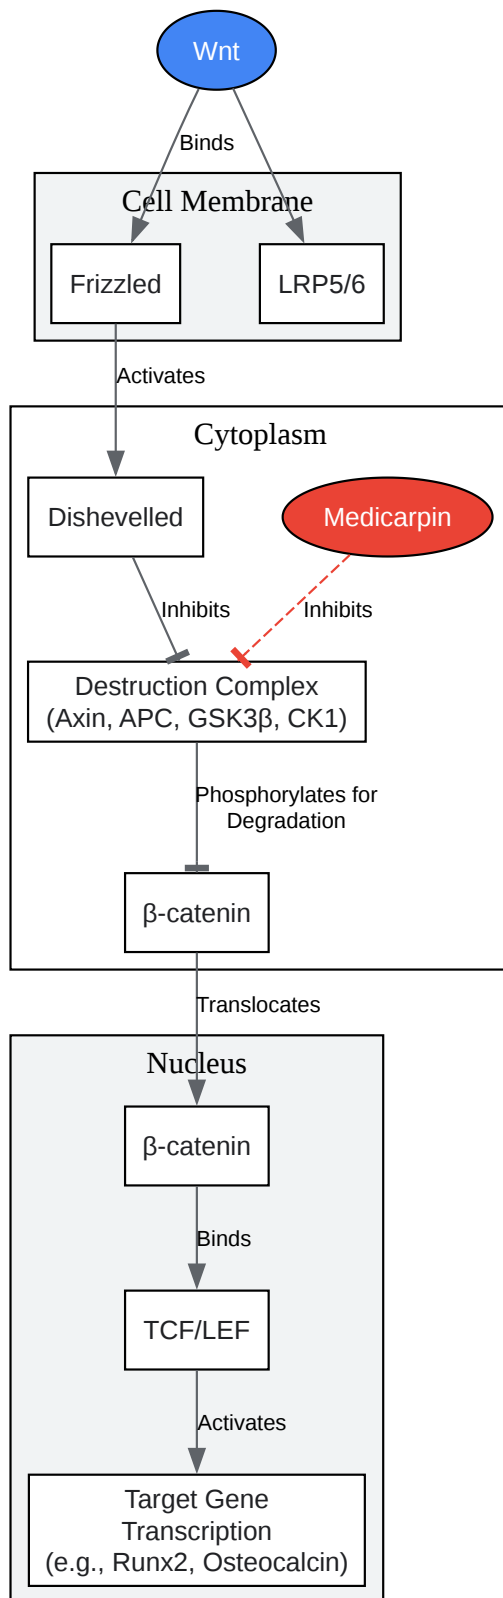 Wnt
Binds
Cell Membrane
Frizzled
LRP5/6
Activates
Cytoplasm
Dishevelled
Medicarpin
Inhibits
Inhibits
Destruction Complex
(Axin, APC, GSK3β, CK1)
Phosphorylates for
Degradation
β-catenin
Translocates
Nucleus
β-catenin
Binds
TCF/LEF
Activates
Target Gene
Transcription
(e.g., Runx2, Osteocalcin)